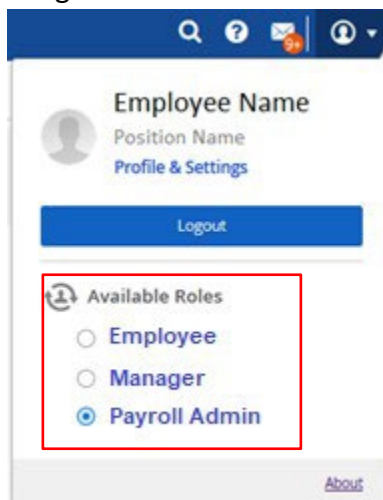 9+
Employee Name
Position Name
Profile & Settings
Logout
Available Roles
Employee
Manager
Payroll Admin
About